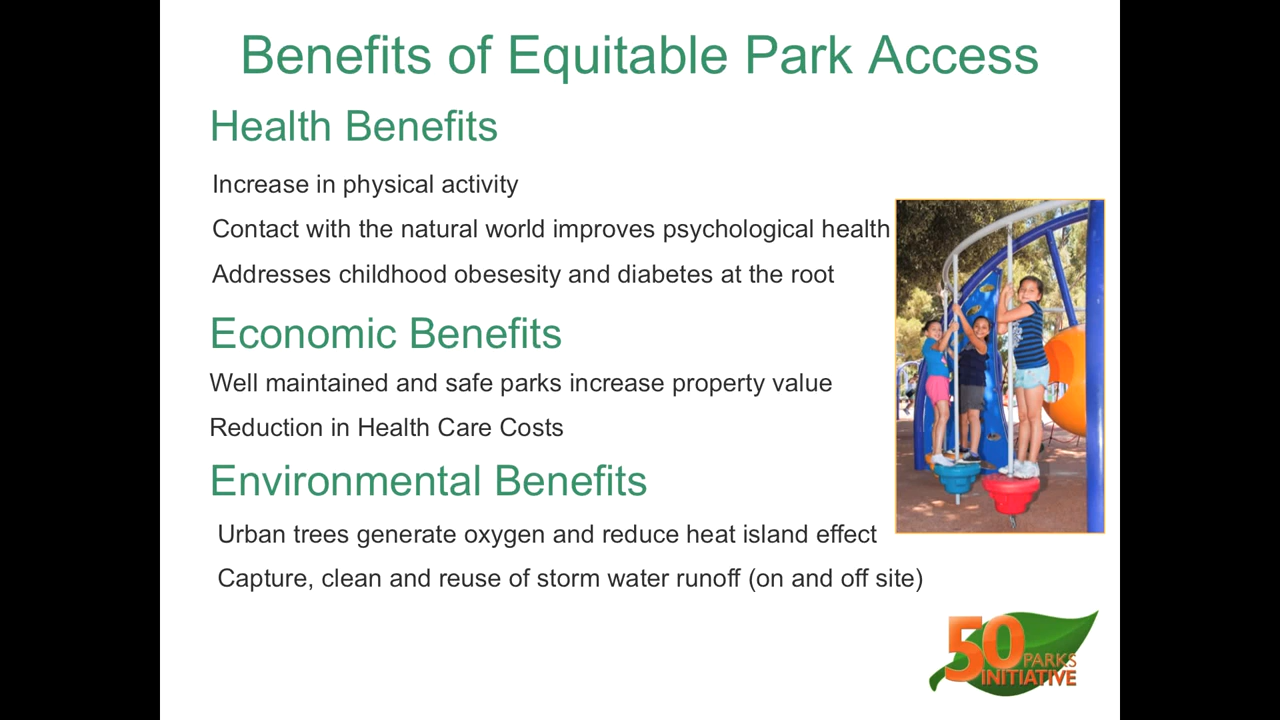 Benefits of Equitable Park Access
Health Benefits
Increase in physical activity
Contact with the natural world improves psychological health
Addresses childhood obesesity and diabetes at the root
Economic Benefits
Well maintained and safe parks increase property value
Reduction in Health Care Costs
Environmental Benefits
Urban trees generate oxygen and reduce heat island effect
Capture, clean and reuse of storm water runoff (on and off site)
50 PARKS
INITIATIVE